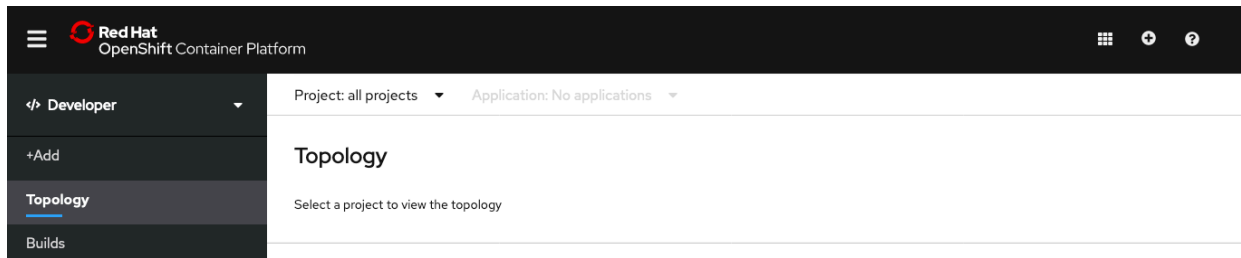 Red Hat
OpenShift Container Platform
</> Developer
Project: all projects
Application: No applications
+Add
Topology
Topology
Select a project to view the topology
Builds